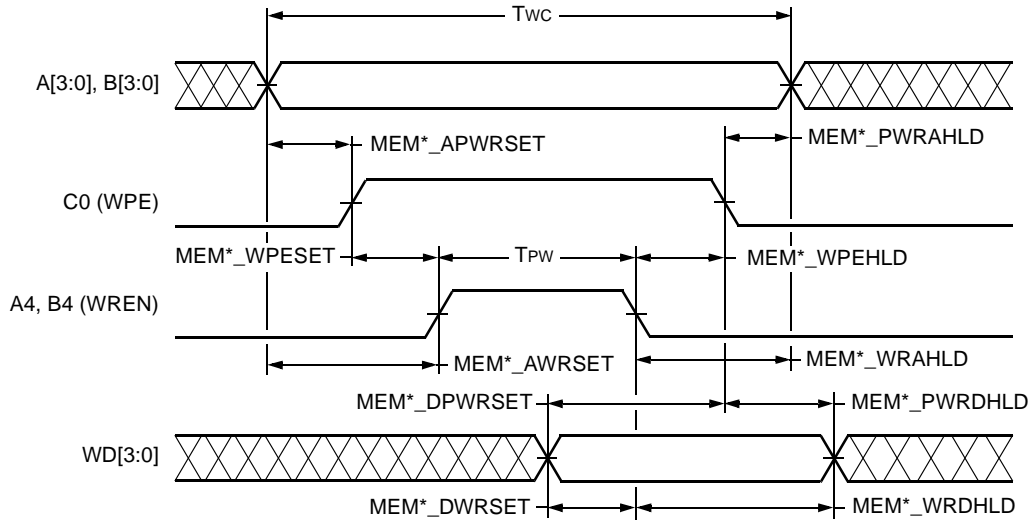 TWC
A[3:0], B[3:0]
MEM*_APWRSET
MEM*_PWRAHLD
C0 (WPE)
MEM*_WPESET
TPW
MEM*_WPEHLD
A4, B4 (WREN)
MEM*_AWRSET
MEM*_WRAHLD
MEM*_DPWRSET
MEM*_PWRDHLD
WD[3:0]
MEM*_DWRSET
MEM*_WRDHLD